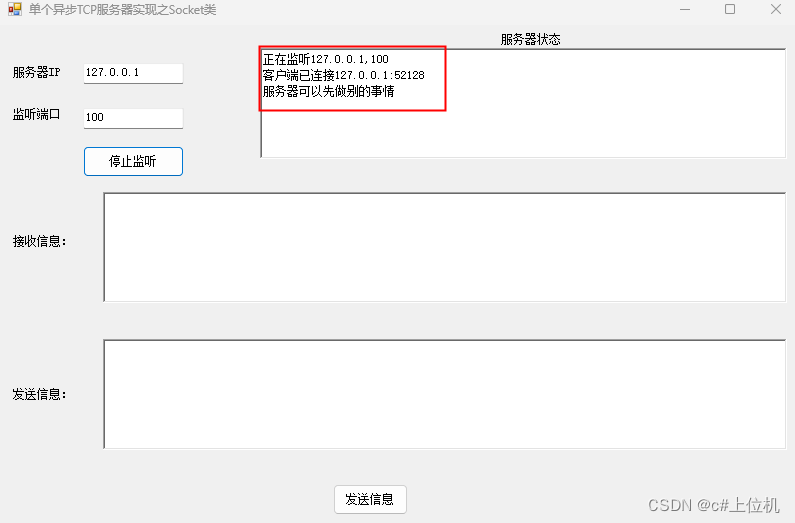 单个异步TCP服务器实现之Socket类
服务器状态
服务器IP 127.0.0.1
正在监听127.0.0.1,100
客户端已连接127.0.0.1:52128
服务器可以先做别的事情
监听端口 100
停止监听
接收信息：
发送信息：
发送信息
CSDN @c#上位机